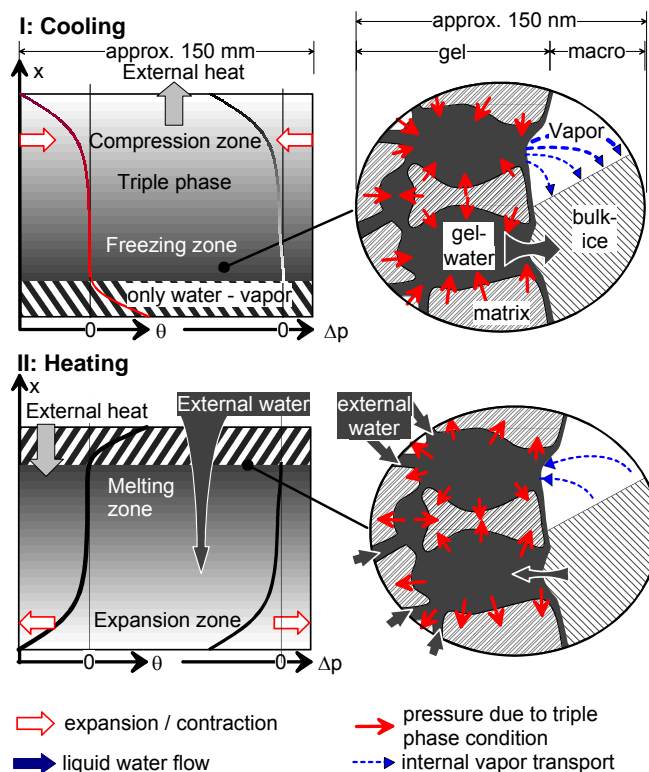 I: Cooling
approx. 150 mm
External heat
x
Compression zone
Triple phase
Freezing zone
only water - vapor
0
θ
0
Δp
approx. 150 nm
gel
macro
Vapor
bulk-
ice
gel-
water
matrix
II: Heating
x
External heat
External water
Melting
zone
Expansion zone
0
θ
0
Δp
external
water
expansion / contraction
liquid water flow
pressure due to triple
phase condition
internal vapor transport